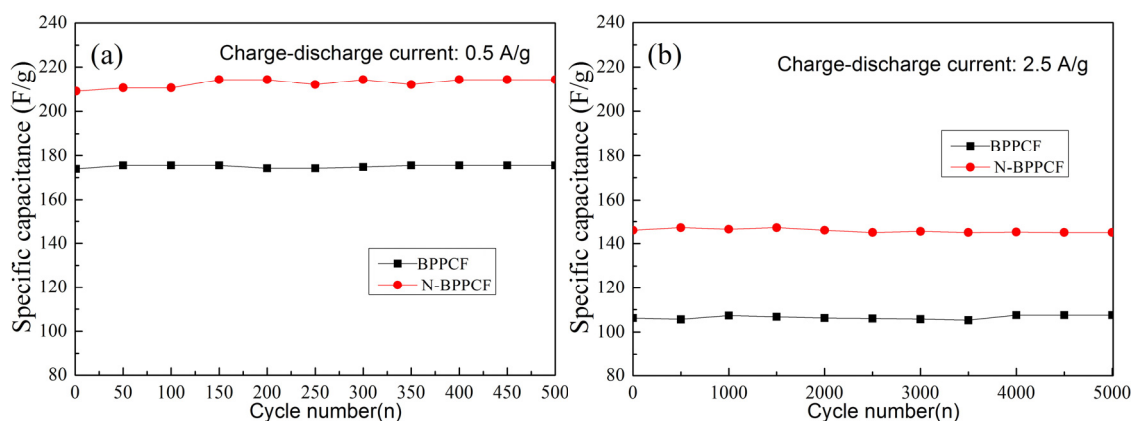 (a)
Charge-discharge current: 0.5 A/g
Specific capacitance (F/g)
240
220
200
180
160
140
120
100
80
BPPCF
N-BPPCF
0 50 100 150 200 250 300 350 400 450 500
Cycle number(n)
(b)
Charge-discharge current: 2.5 A/g
Specific capacitance (F/g)
240
220
200
180
160
140
120
100
80
BPPCF
N-BPPCF
0 1000 2000 3000 4000 5000
Cycle number(n)